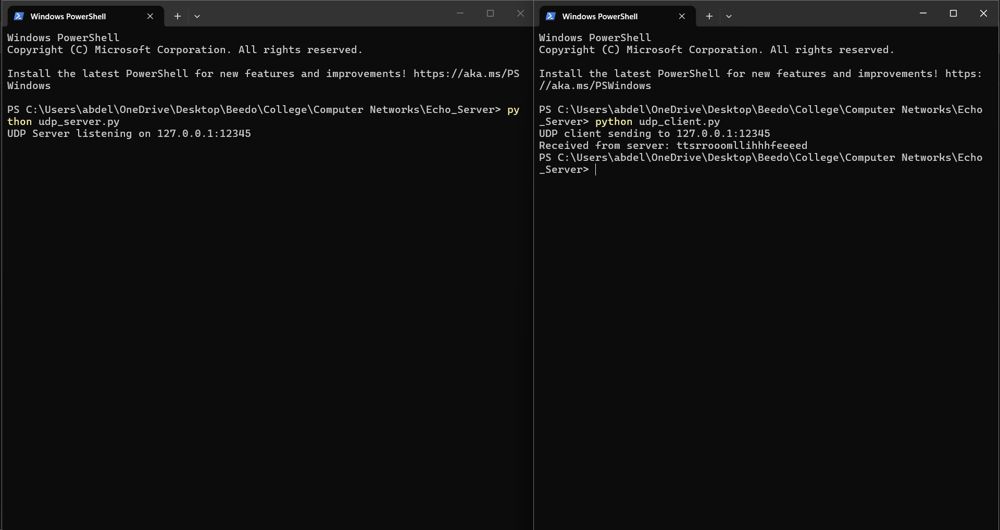 Windows PowerShell
Windows PowerShell
Copyright (C) Microsoft Corporation. All rights reserved.
Install the latest PowerShell for new features and improvements! https://aka.ms/PS
Windows
PS C:\Users\abdel\OneDrive\Desktop\Beedo\College\Computer Networks\Echo_Server> py
thon udp_server.py
UDP Server listening on 127.0.0.1:12345
Windows PowerShell
Windows PowerShell
Copyright (C) Microsoft Corporation. All rights reserved.
Install the latest PowerShell for new features and improvements! https:
//aka.ms/PSWindows
PS C:\Users\abdel\OneDrive\Desktop\Beedo\College\Computer Networks\Echo
_Server> python udp_client.py
UDP client sending to 127.0.0.1:12345
Received from server: ttsrrooomllihhhfeeeed
PS C:\Users\abdel\OneDrive\Desktop\Beedo\College\Computer Networks\Echo
_Server>